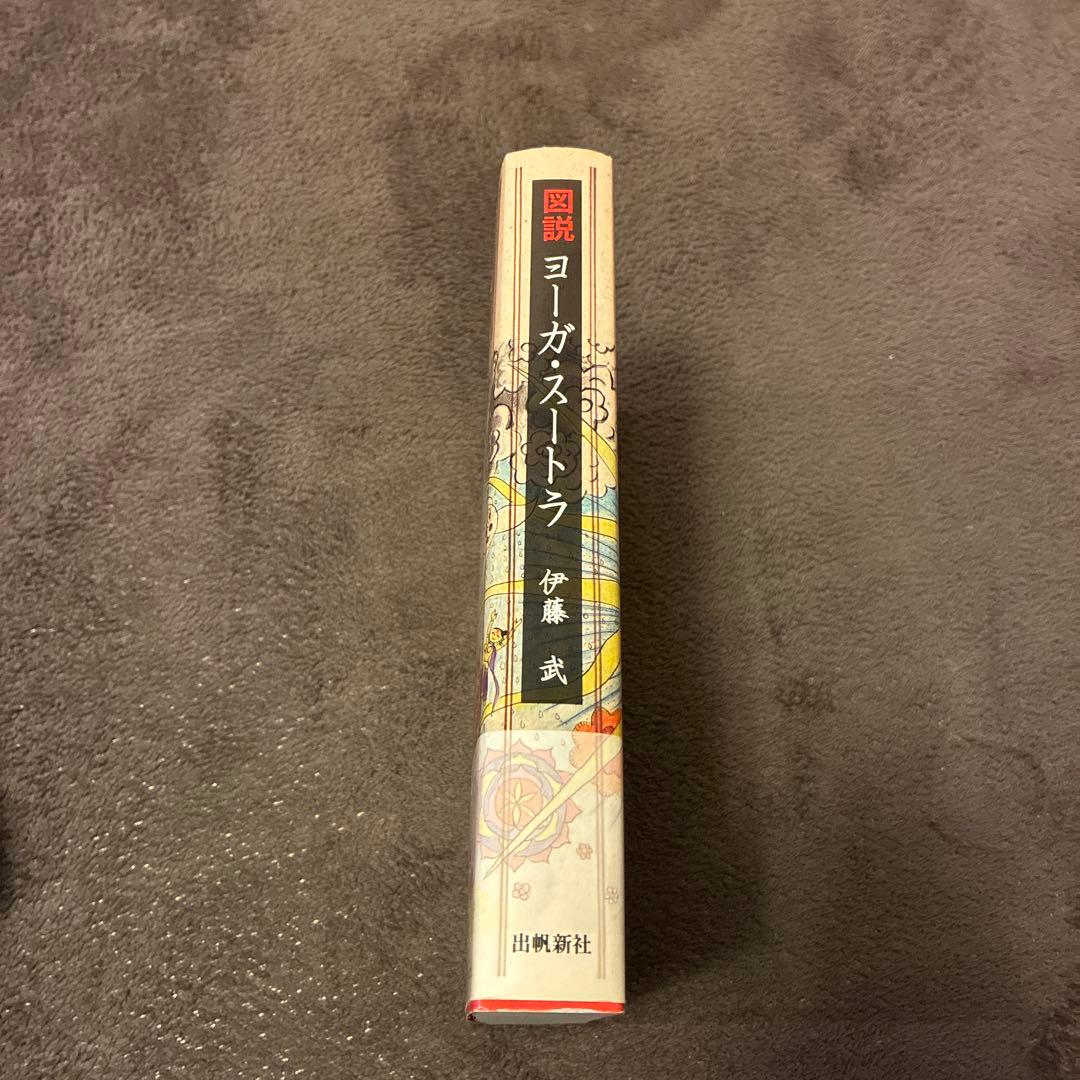 図説
ヨーガ・スートラ
伊藤 武
出帆新社